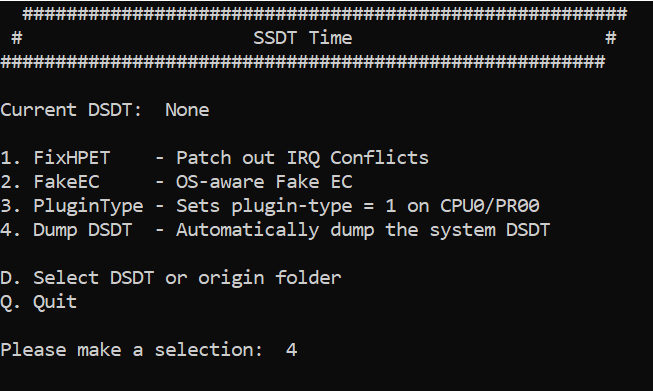 #######################################################
# SSDT Time #
#######################################################
Current DSDT: None
1. FixHPET - Patch out IRQ Conflicts
2. FakeEC - OS-aware Fake EC
3. PluginType - Sets plugin-type = 1 on CPU0/PR00
4. Dump DSDT - Automatically dump the system DSDT
D. Select DSDT or origin folder
Q. Quit
Please make a selection: 4